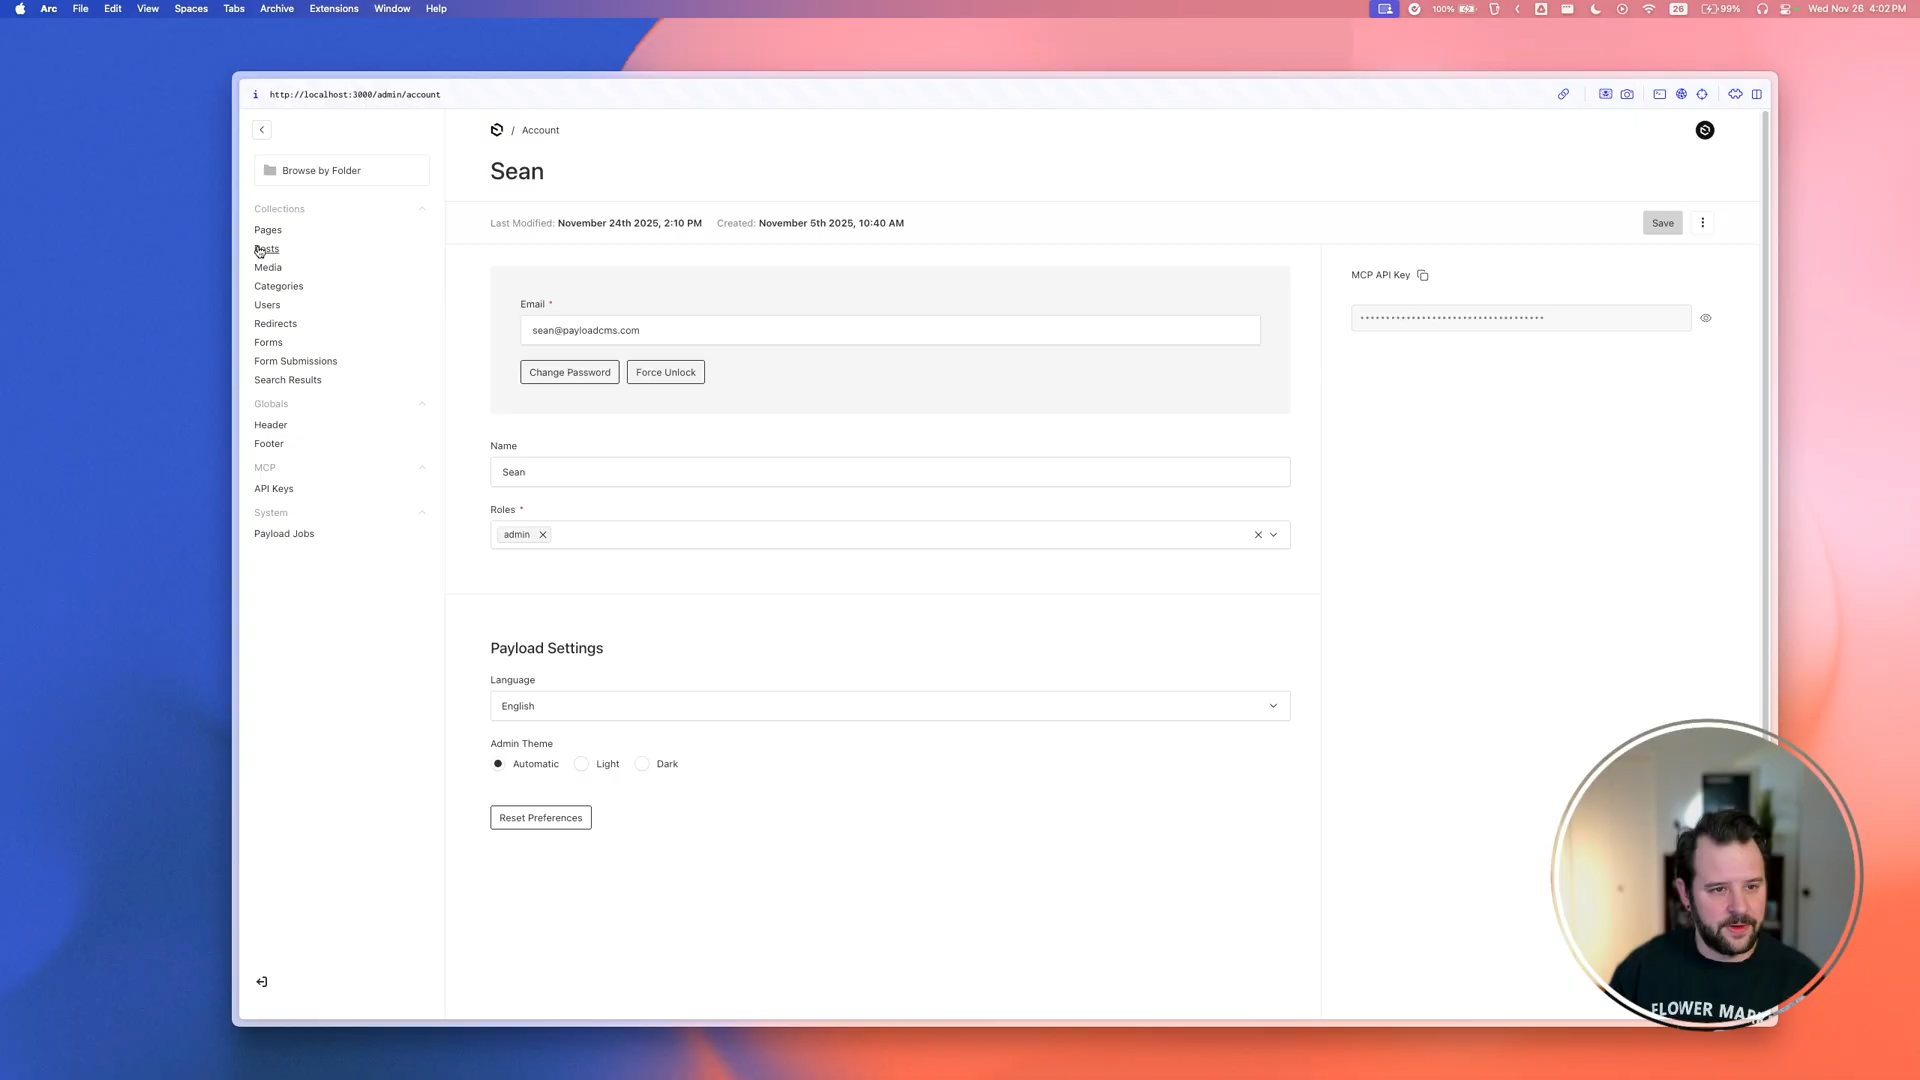 Arc File Edit View Spaces Tabs Archive Extensions Window Help
100% 26 99% Wed Nov 26 4:02 PM
http://localhost:3000/admin/account
/ Account
Browse by Folder
Sean
Collections
Last Modified: November 24th 2025, 2:10 PM Created: November 5th 2025, 10:40 AM
Save
Pages
Posts
Media
Categories
Users
Redirects
Forms
Form Submissions
Search Results
Globals
Header
Footer
MCP
API Keys
System
Payload Jobs
MCP API Key
Email *
sean@payloadcms.com
Change Password
Force Unlock
Name
Sean
Roles *
admin
Payload Settings
Language
English
Admin Theme
Automatic
Light
Dark
Reset Preferences
FLOWER